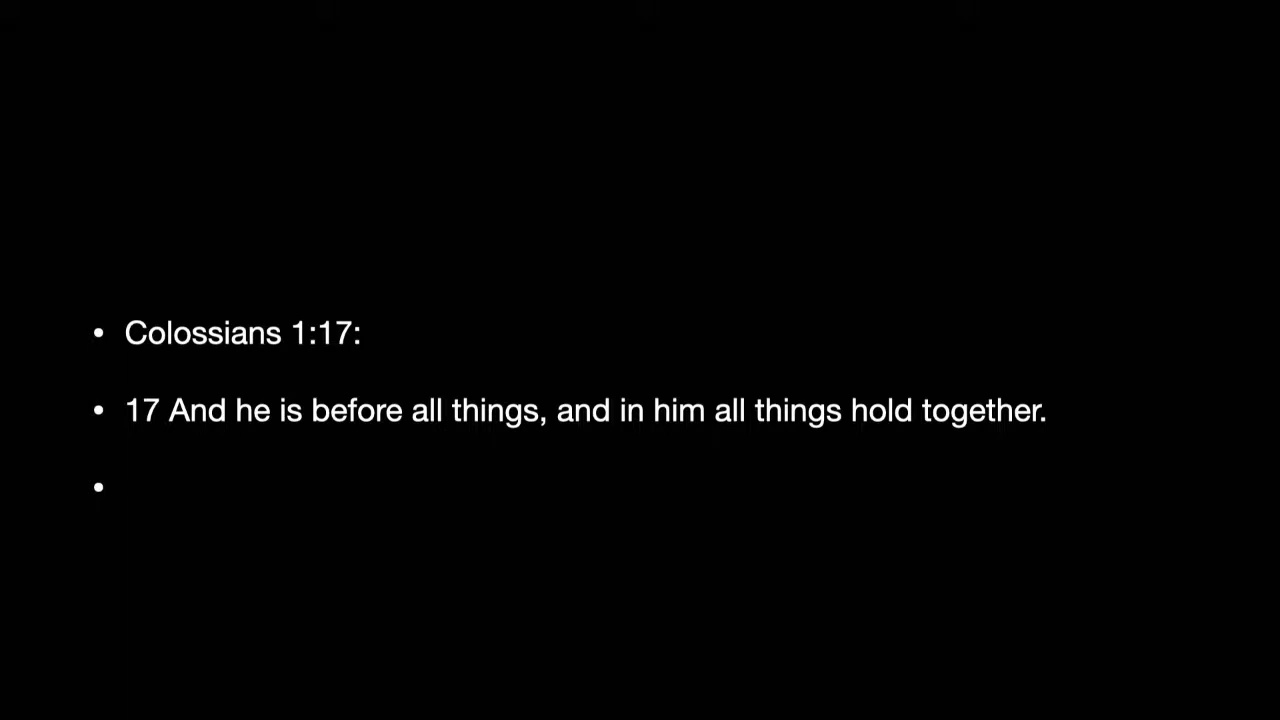 • Colossians 1:17:
• 17 And he is before all things, and in him all things hold together.
•